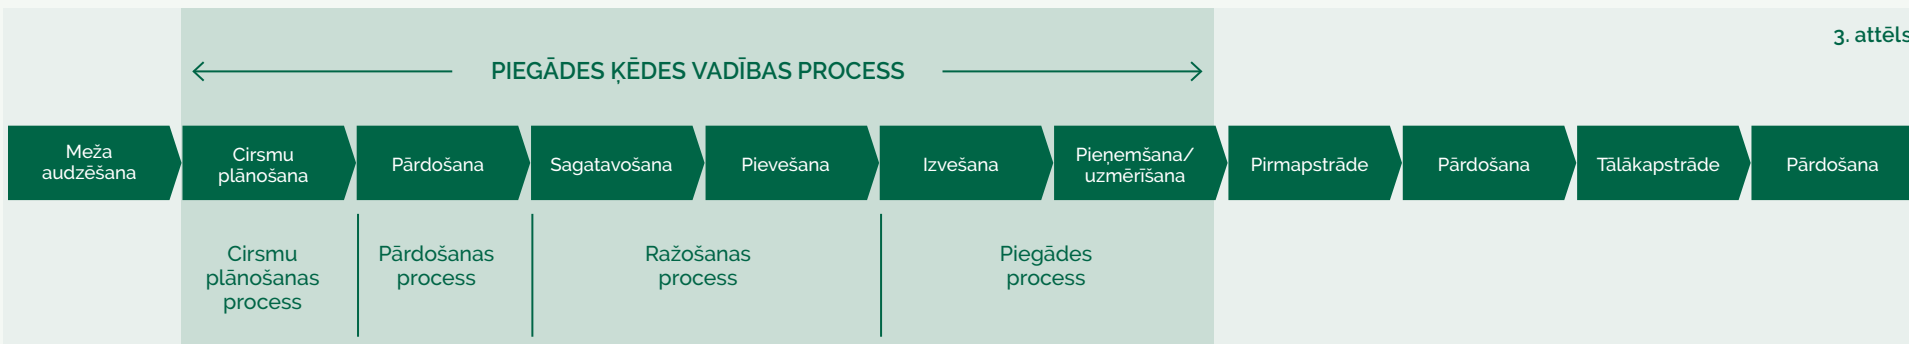 3. attēls
PIEGĀDES ĶĒDES VADĪBAS PROCESS
Meža
audzēšana
Cirsmu
plānošana
Pārdošana
Sagatavošana
Pievešana
Izvešana
Pieņemšana/
uzmērīšana
Pirmapstrāde
Pārdošana
Tālākapstrāde
Pārdošana
Cirsmu
plānošanas
process
Pārdošanas
process
Ražošanas
process
Piegādes
process